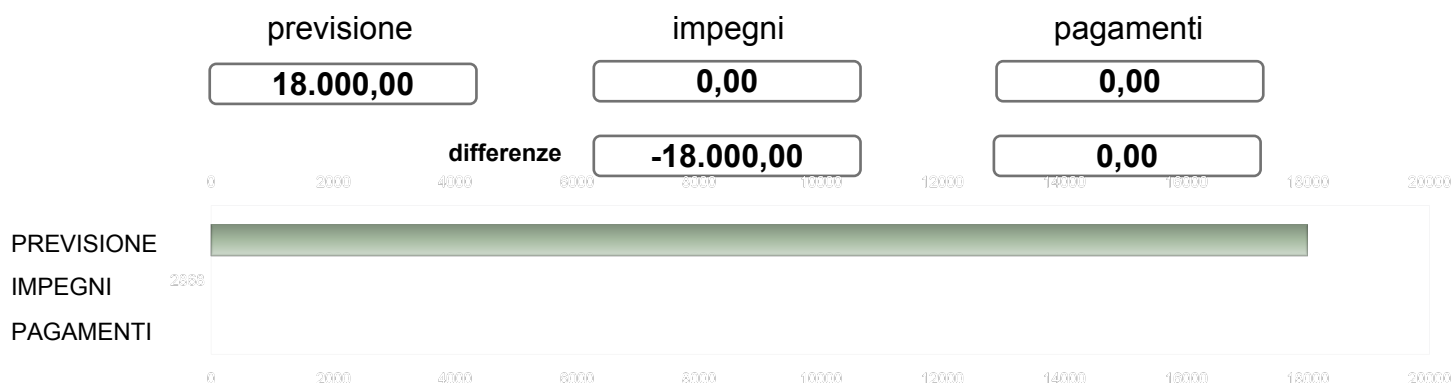 previsione impegni pagamenti
18.000,00 0,00 0,00
differenze -18.000,00 0,00
0 2000 4000 6000 8000 10000 12000 14000 16000 18000 20000
PREVISIONE
IMPEGNI
PAGAMENTI
0 2000 4000 6000 8000 10000 12000 14000 16000 18000 20000